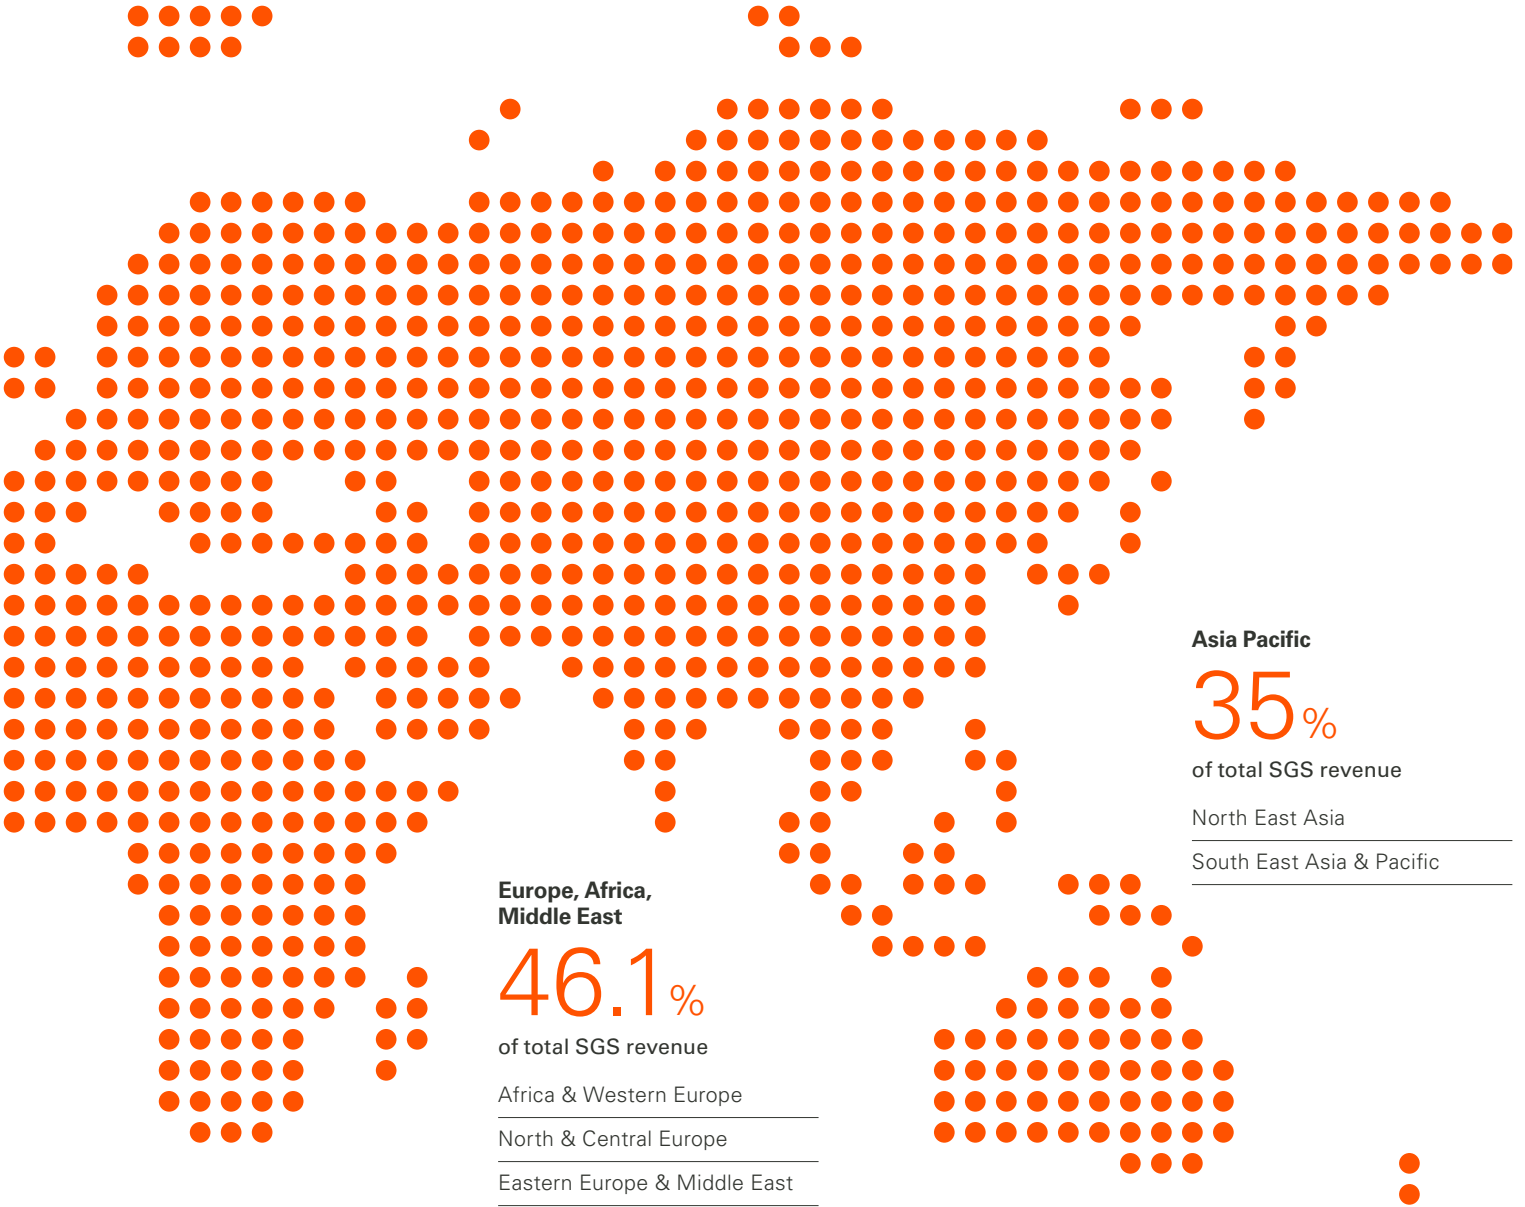 Asia Pacific
35%
of total SGS revenue
North East Asia
South East Asia & Pacific
Europe, Africa,
Middle East
46.1%
of total SGS revenue
Africa & Western Europe
North & Central Europe
Eastern Europe & Middle East